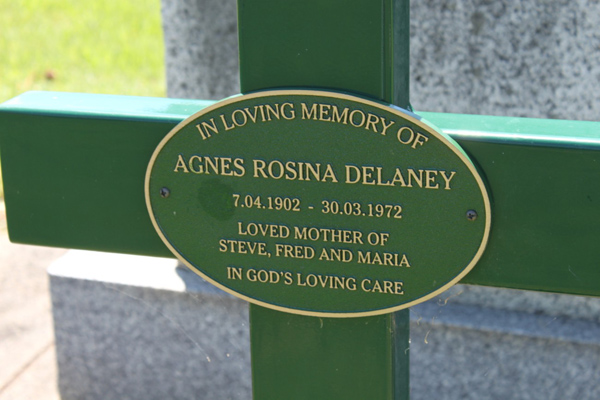 IN LOVING MEMORY OF
AGNES ROSINA DELANEY
7.04.1902 - 30.03.1972
LOVED MOTHER OF
STEVE, FRED AND MARIA
IN GOD'S LOVING CARE